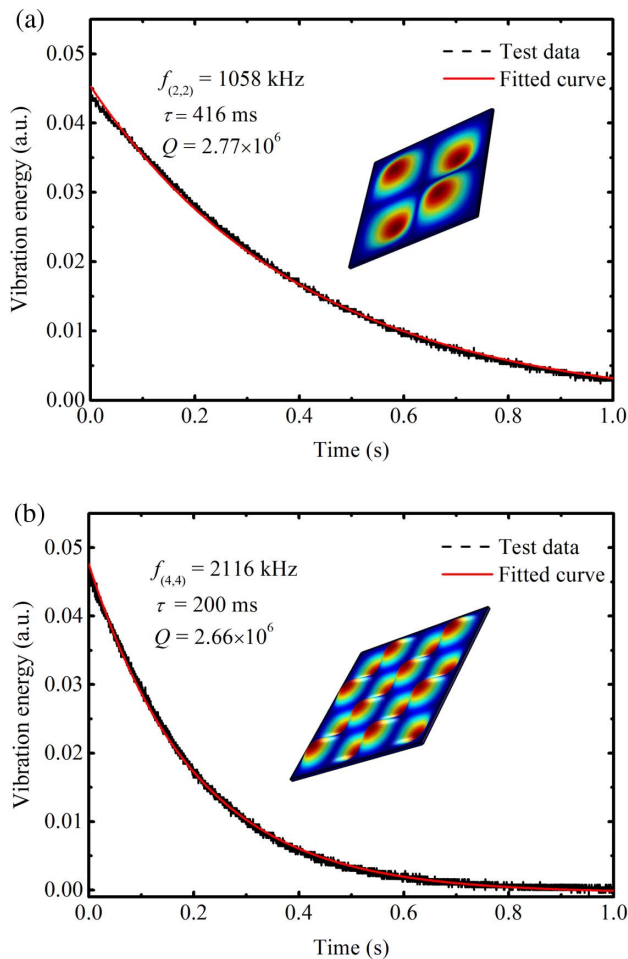 (a)
0.05
0.04
0.03
0.02
0.01
0.00
Vibration energy (a.u.)
Test data
Fitted curve
f(2,2) = 1058 kHz
τ = 416 ms
Q = 2.77×10⁶
0.0 0.2 0.4 0.6 0.8 1.0
Time (s)
(b)
0.05
0.04
0.03
0.02
0.01
0.00
Vibration energy (a.u.)
Test data
Fitted curve
f(4,4) = 2116 kHz
τ = 200 ms
Q = 2.66×10⁶
0.0 0.2 0.4 0.6 0.8 1.0
Time (s)